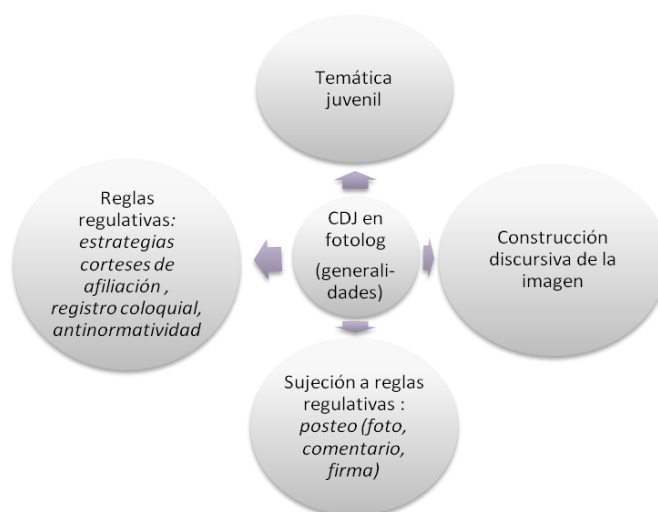 Temática
juvenil
Reglas
regulativas:
estrategias
corteses de
afiliación ,
registro coloquial,
antinormatividad
CDJ en
fotolog
(generali-
dades)
Construcción
discursiva de la
imagen
Sujeción a reglas
regulativas :
posteo (foto,
comentario,
firma)